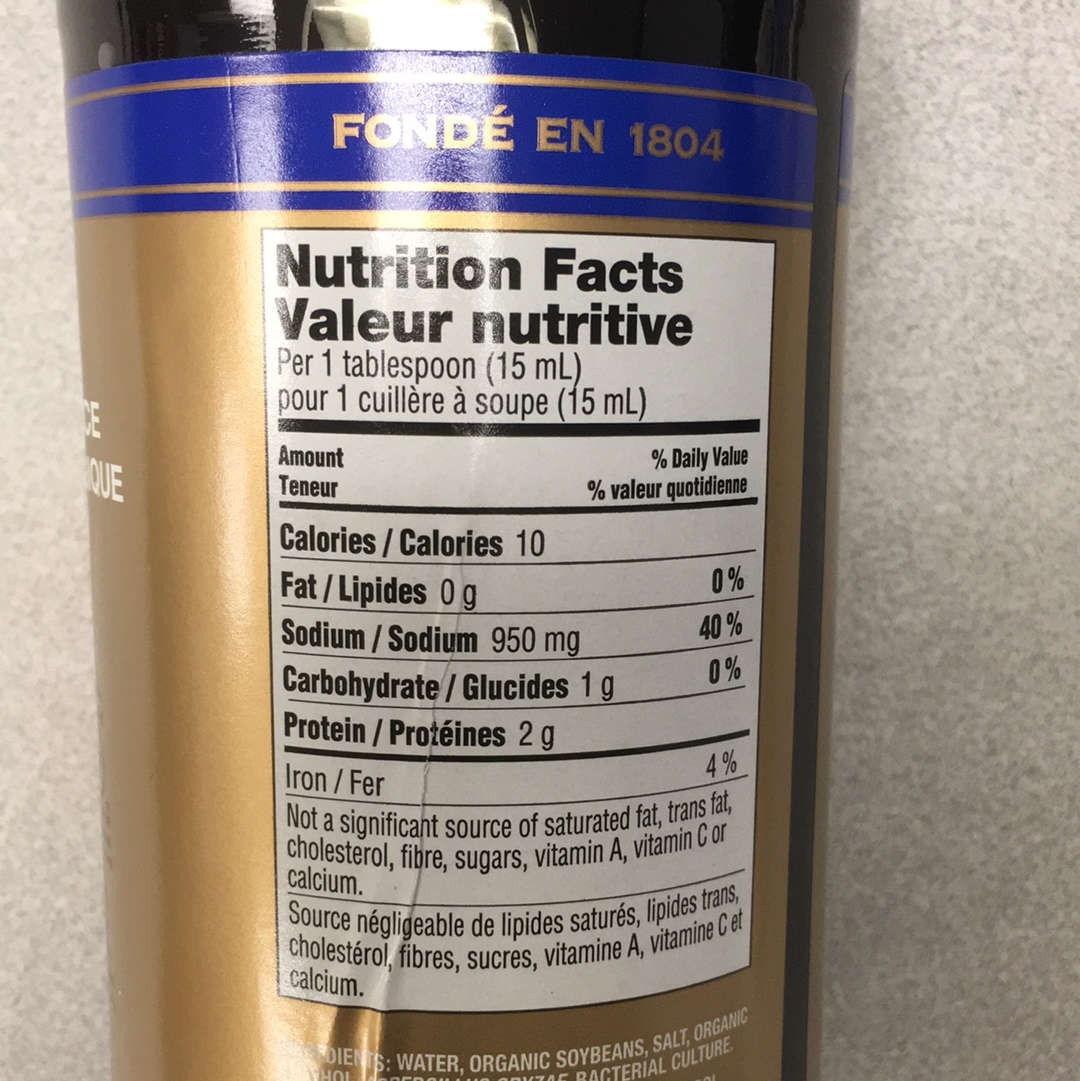 FONDÉ EN 1804
Nutrition Facts
Valeur nutritive
Per 1 tablespoon (15 mL)
pour 1 cuillère à soupe (15 mL)
Amount % Daily Value
Teneur % valeur quotidienne
Calories / Calories 10
Fat / Lipides 0 g 0 %
Sodium / Sodium 950 mg 40 %
Carbohydrate / Glucides 1 g 0 %
Protein / Protéines 2 g
Iron / Fer 4 %
Not a significant source of saturated fat, trans fat,
cholesterol, fibre, sugars, vitamin A, vitamin C or
calcium.
Source négligeable de lipides saturés, lipides trans,
cholestérol, fibres, sucres, vitamine A, vitamine C et
calcium.
WATER, ORGANIC SOYBEANS, SALT, ORGANIC
BACTERIAL CULTURE.